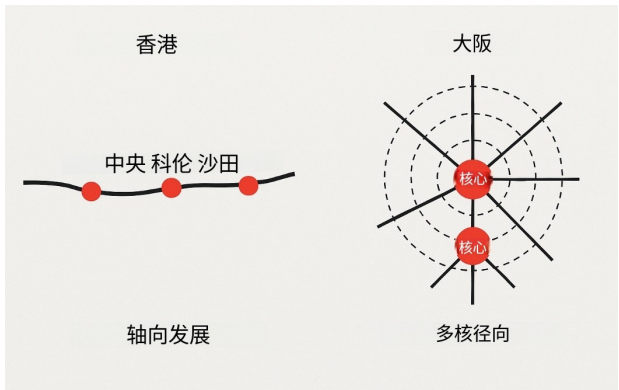 香港
中央 科伦 沙田
轴向发展
大阪
核心
核心
多核径向